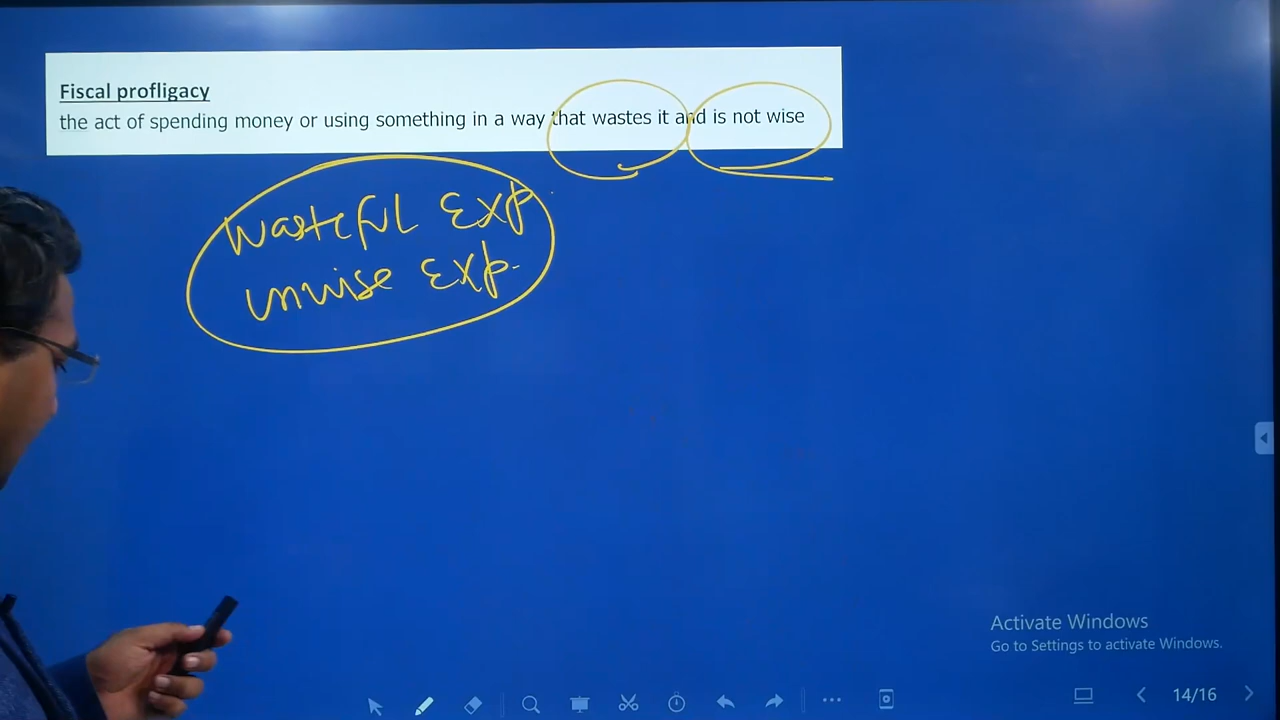 Fiscal profligacy
the act of spending money or using something in a way that wastes it and is not wise
Wasteful Exp.
unwise Exp.
Activate Windows
Go to Settings to activate Windows.
14/16